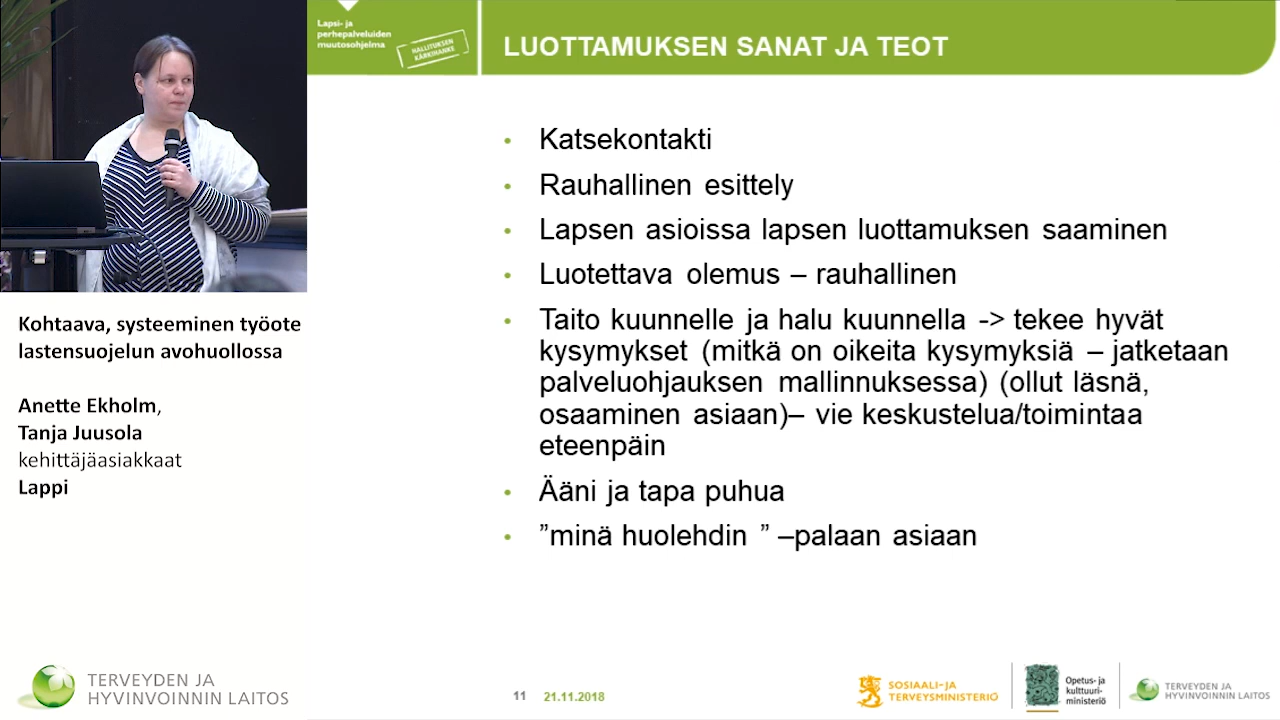 Lapsi- ja
perhepalveluiden
muutosohjelma
HALLITUKSEN
KÄRKIHANKE
LUOTTAMUKSEN SANAT JA TEOT
• Katsekontakti
• Rauhallinen esittely
• Lapsen asioissa lapsen luottamuksen saaminen
• Luotettava olemus – rauhallinen
• Taito kuunnelle ja halu kuunnella -> tekee hyvät
kysymykset (mitkä on oikeita kysymyksiä – jatketaan
palveluohjauksen mallinnuksessa) (ollut läsnä,
osaaminen asiaan)– vie keskustelua/toimintaa
eteenpäin
• Ääni ja tapa puhua
• ”minä huolehdin ” –palaan asiaan
Kohtaava, systeeminen työote
lastensuojelun avohuollossa
Anette Ekholm,
Tanja Juusola
kehittäjäasiakkaat
Lappi
TERVEYDEN JA
HYVINVOINNIN LAITOS
11 21.11.2018
SOSIAALI- JA
TERVEYSMINISTERIÖ
Opetus- ja
kulttuuri-
ministeriö
TERVEYDEN JA
HYVINVOINNIN LAITOS